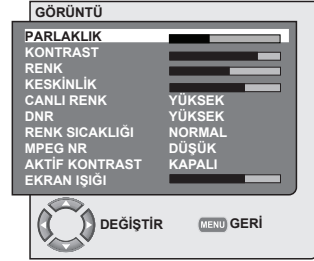 GÖRÜNTÜ
PARLAKLIK
KONTRAST
RENK
KESKİNLİK
CANLI RENK YÜKSEK
DNR YÜKSEK
RENK SICAKLIĞI NORMAL
MPEG NR DÜŞÜK
AKTİF KONTRAST KAPALI
EKRAN IŞIĞI
DEĞİŞTİR MENU GERİ